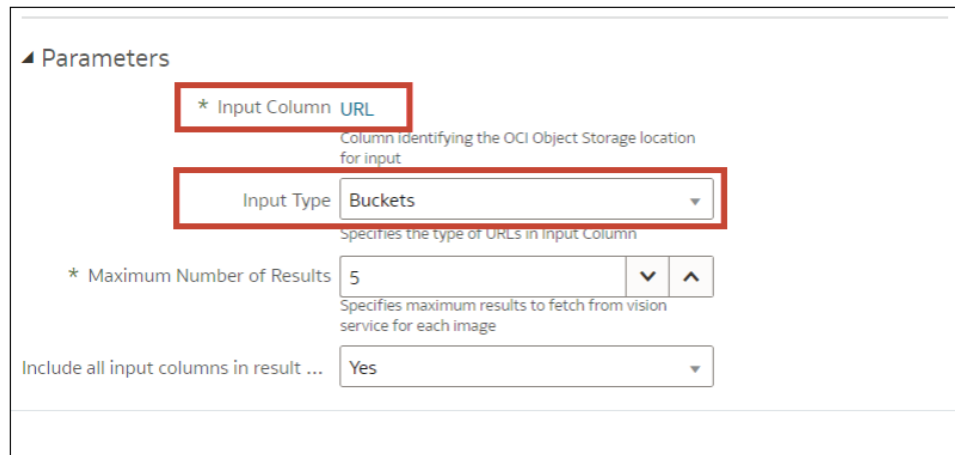 Parameters
* Input Column URL
Column identifying the OCI Object Storage location
for input
Input Type Buckets
Specifies the type of URLs in Input Column
* Maximum Number of Results 5
Specifies maximum results to fetch from vision
service for each image
Include all input columns in result ... Yes